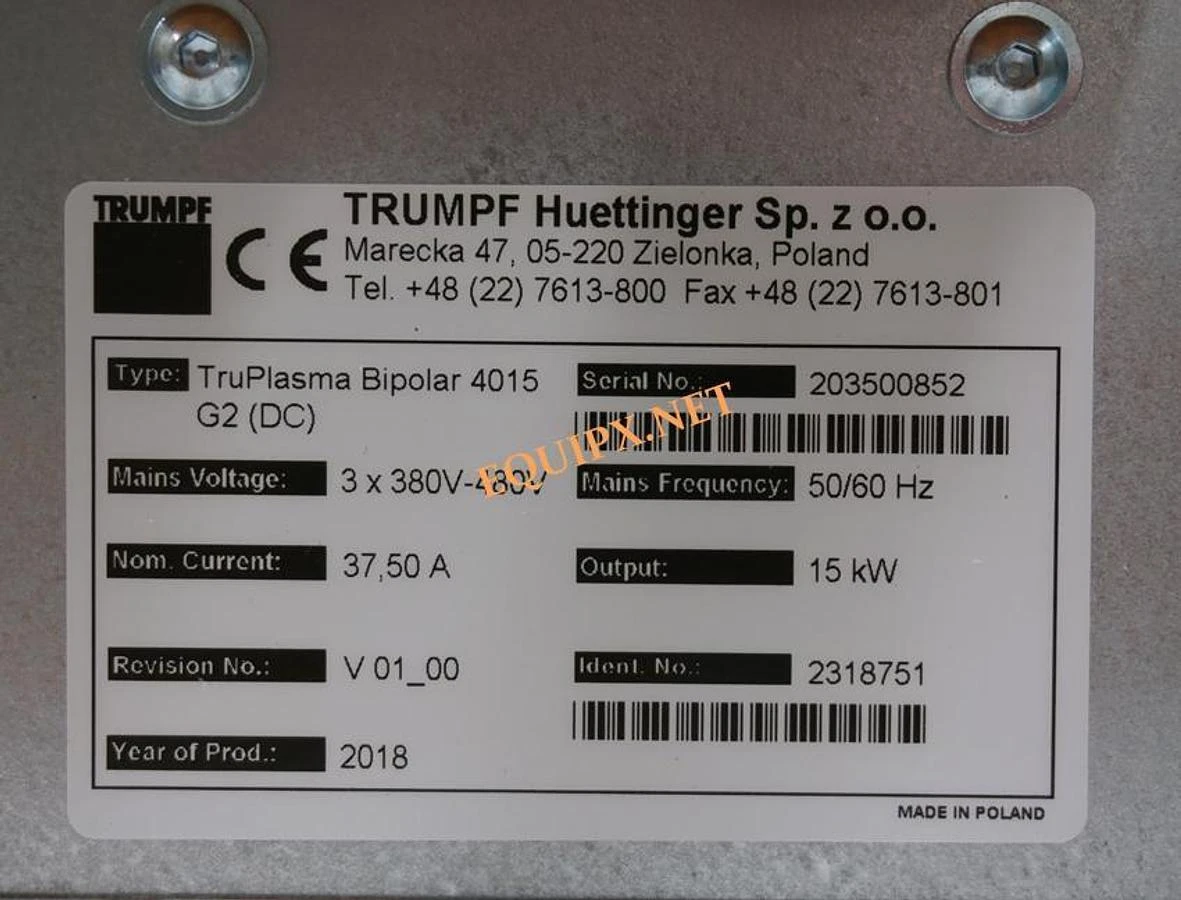 TRUMPF
CE
TRUMPF Huettinger Sp. z o.o.
Marecka 47, 05-220 Zielonka, Poland
Tel. +48 (22) 7613-800 Fax +48 (22) 7613-801
Type: TruPlasma Bipolar 4015
G2 (DC)
Serial No.: 203500852
EQUIPX.NET
Mains Voltage: 3 x 380V-480V
Mains Frequency: 50/60 Hz
Nom. Current: 37,50 A
Output: 15 kW
Revision No.: V 01_00
Ident. No.: 2318751
Year of Prod.: 2018
MADE IN POLAND